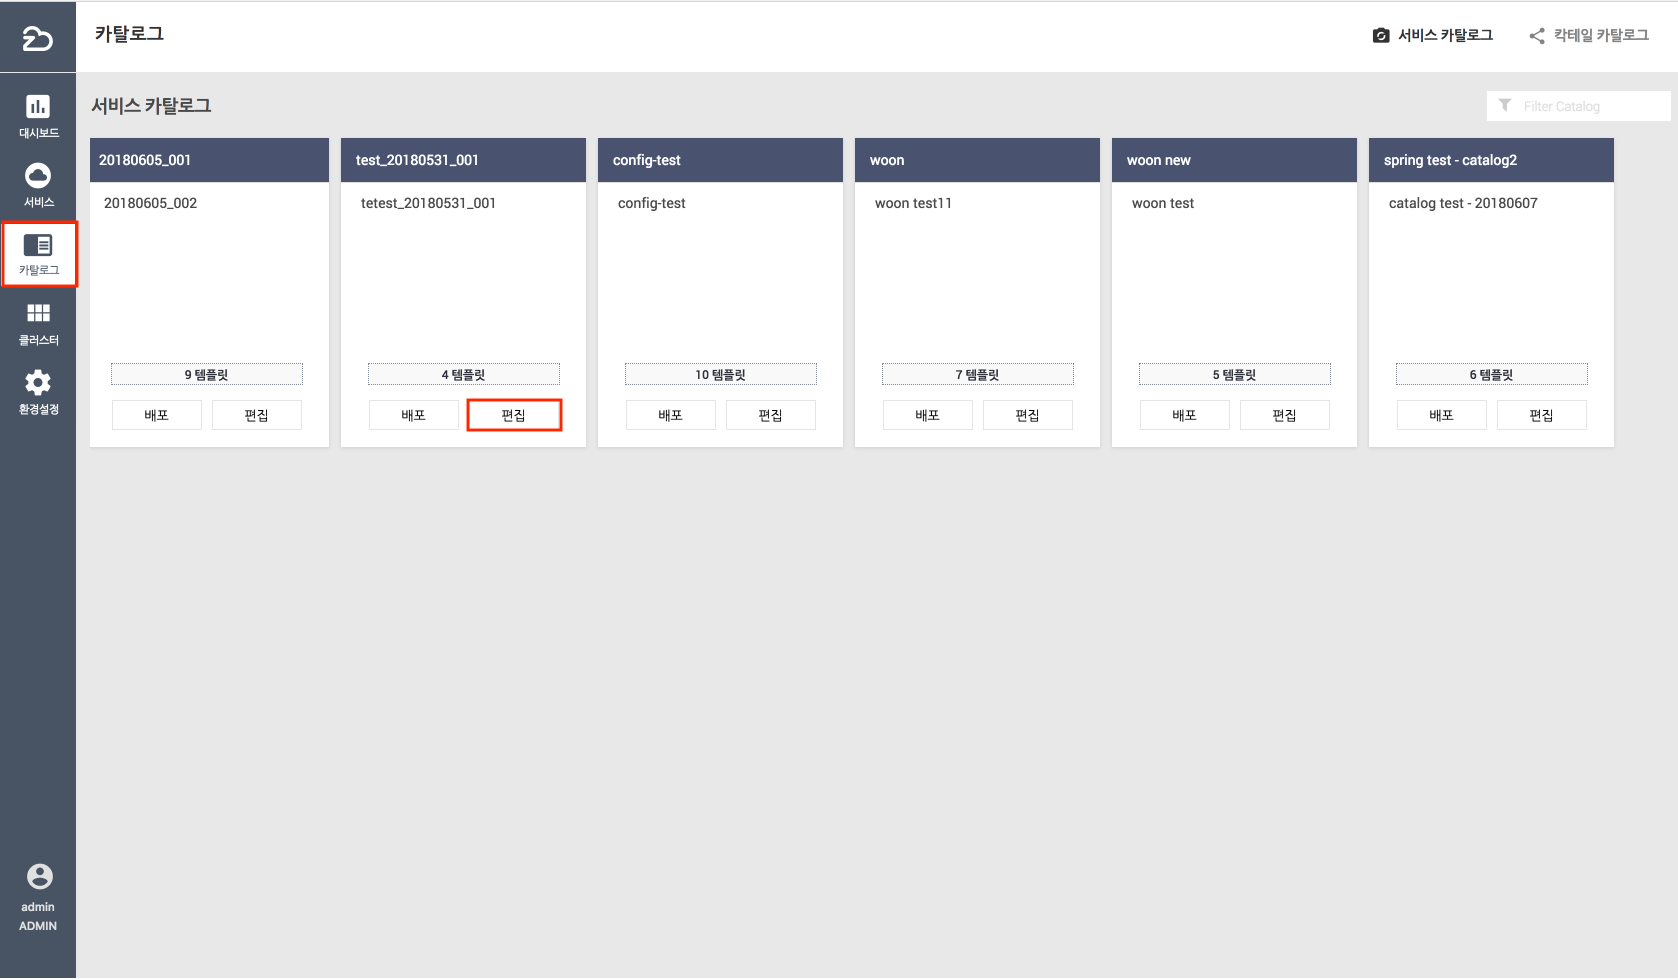 카탈로그
서비스 카탈로그
칵테일 카탈로그
대시보드
서비스
카탈로그
클러스터
환경설정
admin
ADMIN
서비스 카탈로그
Filter Catalog
20180605_001
20180605_002
9 템플릿
배포 편집
test_20180531_001
tetest_20180531_001
4 템플릿
배포 편집
config-test
config-test
10 템플릿
배포 편집
woon
woon test11
7 템플릿
배포 편집
woon new
woon test
5 템플릿
배포 편집
spring test - catalog2
catalog test - 20180607
6 템플릿
배포 편집